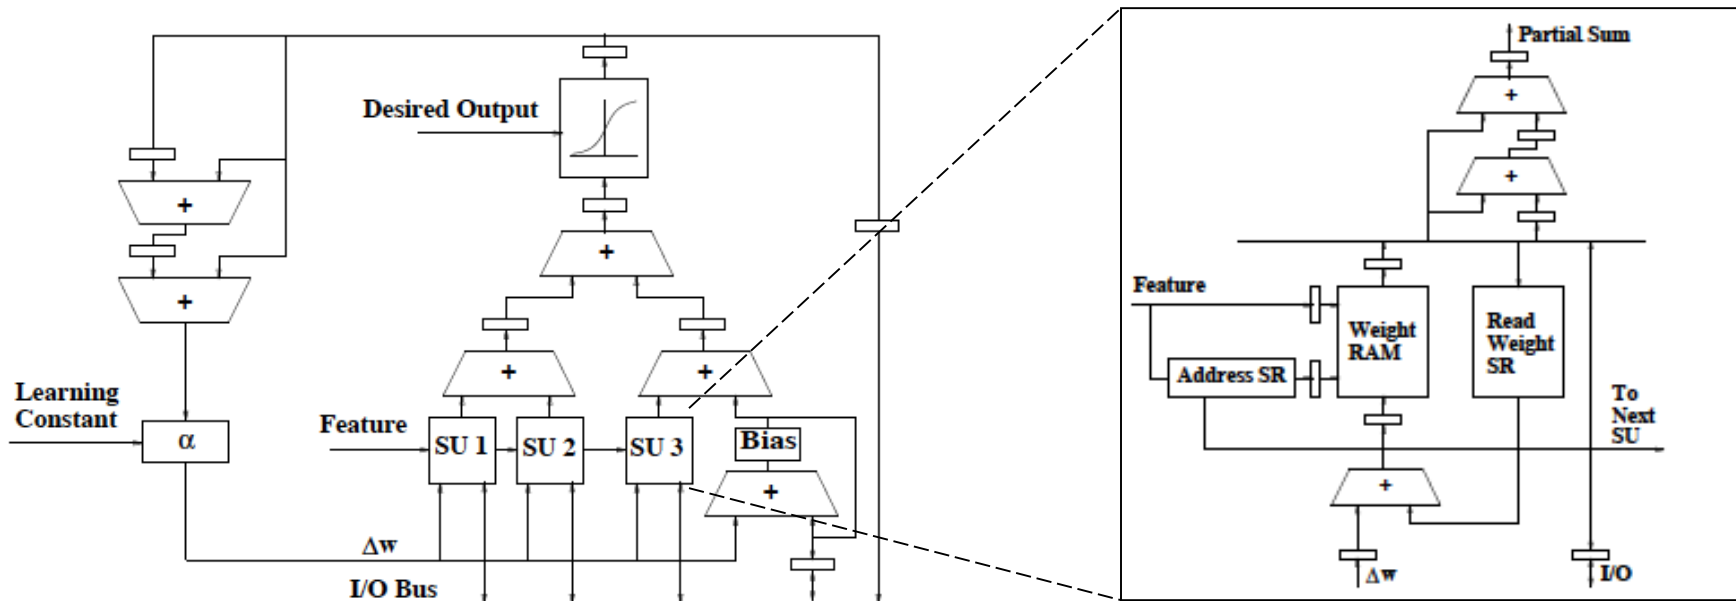 Desired Output
+
+
+
Learning
Constant
α
+
+
Feature
SU 1
SU 2
SU 3
Bias
+
Δw
I/O Bus
Partial Sum
+
+
Feature
Weight
RAM
Read
Weight
SR
Address SR
To
Next
SU
+
Δw
I/O